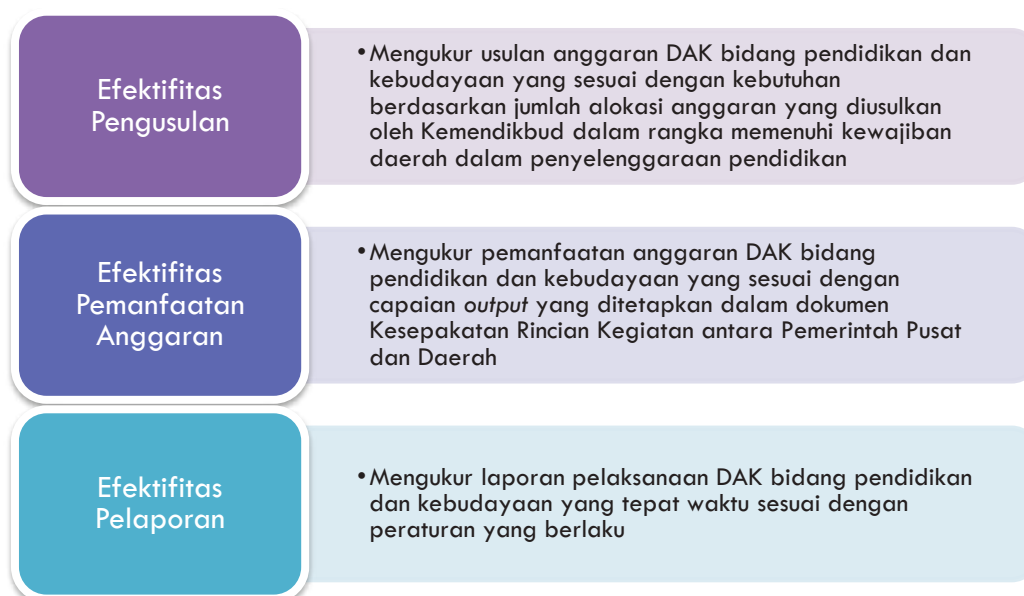 Efektifitas
Pengusulan
•Mengukur usulan anggaran DAK bidang pendidikan dan
kebudayaan yang sesuai dengan kebutuhan
berdasarkan jumlah alokasi anggaran yang diusulkan
oleh Kemendikbud dalam rangka memenuhi kewajiban
daerah dalam penyelenggaraan pendidikan
Efektifitas
Pemanfaatan
Anggaran
•Mengukur pemanfaatan anggaran DAK bidang
pendidikan dan kebudayaan yang sesuai dengan
capaian output yang ditetapkan dalam dokumen
Kesepakatan Rincian Kegiatan antara Pemerintah Pusat
dan Daerah
Efektifitas
Pelaporan
•Mengukur laporan pelaksanaan DAK bidang pendidikan
dan kebudayaan yang tepat waktu sesuai dengan
peraturan yang berlaku